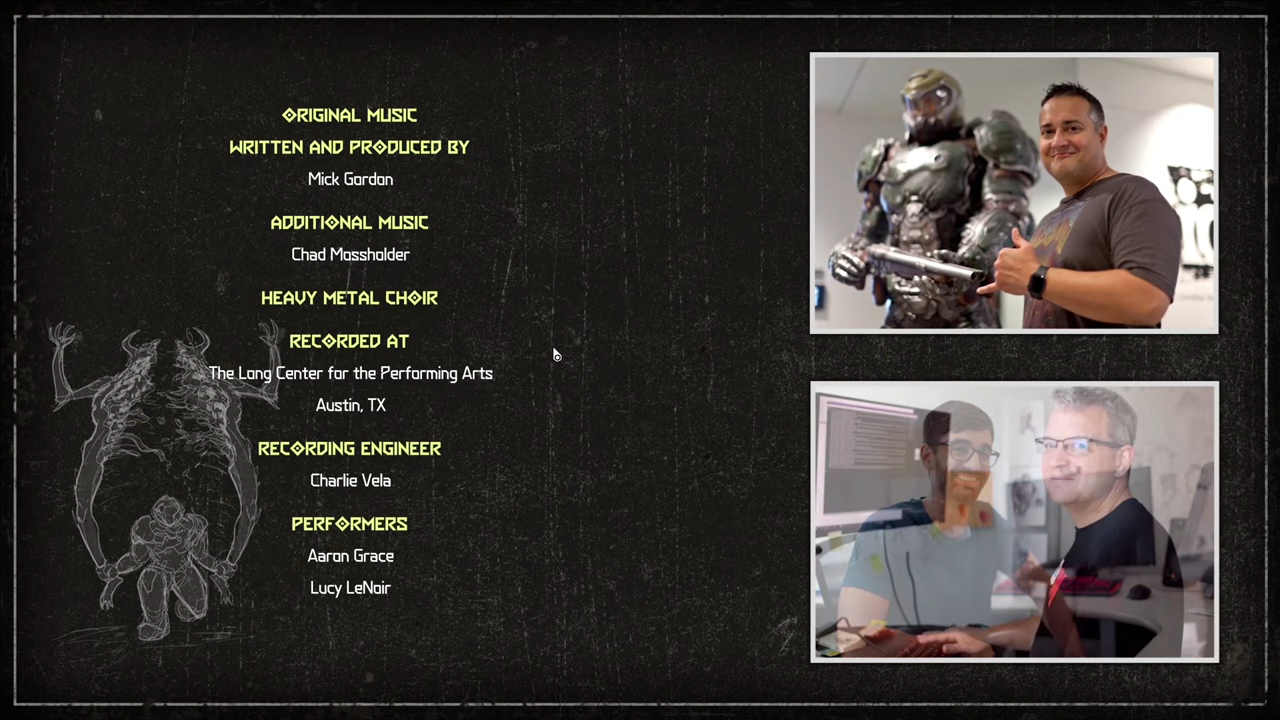 ORIGINAL MUSIC
WRITTEN AND PRODUCED BY
Mick Gordon
ADDITIONAL MUSIC
Chad Mossholder
HEAVY METAL CHOIR
RECORDED AT
The Long Center for the Performing Arts
Austin, TX
RECORDING ENGINEER
Charlie Vela
PERFORMERS
Aaron Grace
Lucy LeNoir